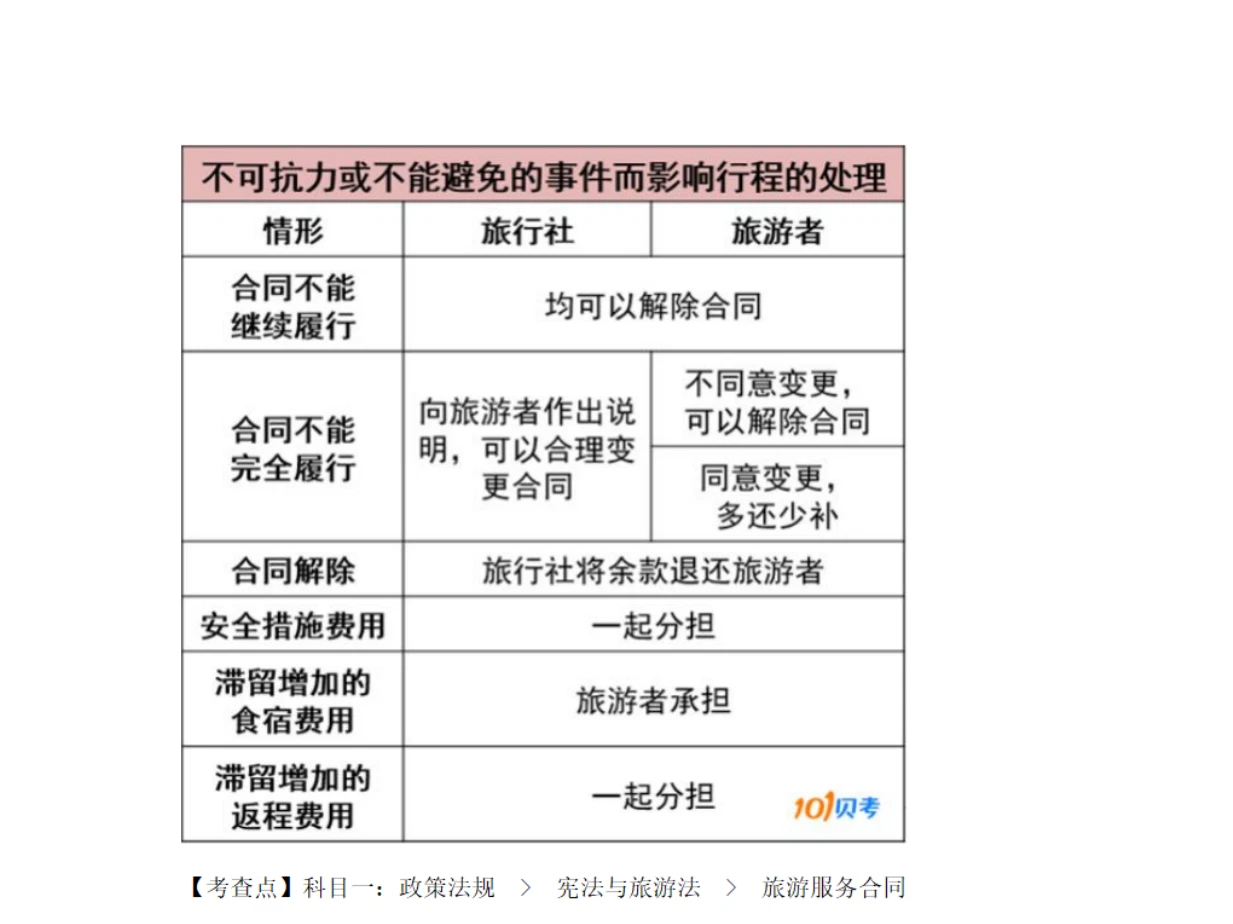 不可抗力或不能避免的事件而影响行程的处理
情形 旅行社 旅游者
合同不能
继续履行
均可以解除合同
合同不能
完全履行
向旅游者作出说
明，可以合理变
更合同
不同意变更，
可以解除合同
同意变更，
多还少补
合同解除 旅行社将余款退还旅游者
安全措施费用 一起分担
滞留增加的
食宿费用
旅游者承担
滞留增加的
返程费用
一起分担
101贝考
【考查点】科目一：政策法规 > 宪法与旅游法 > 旅游服务合同